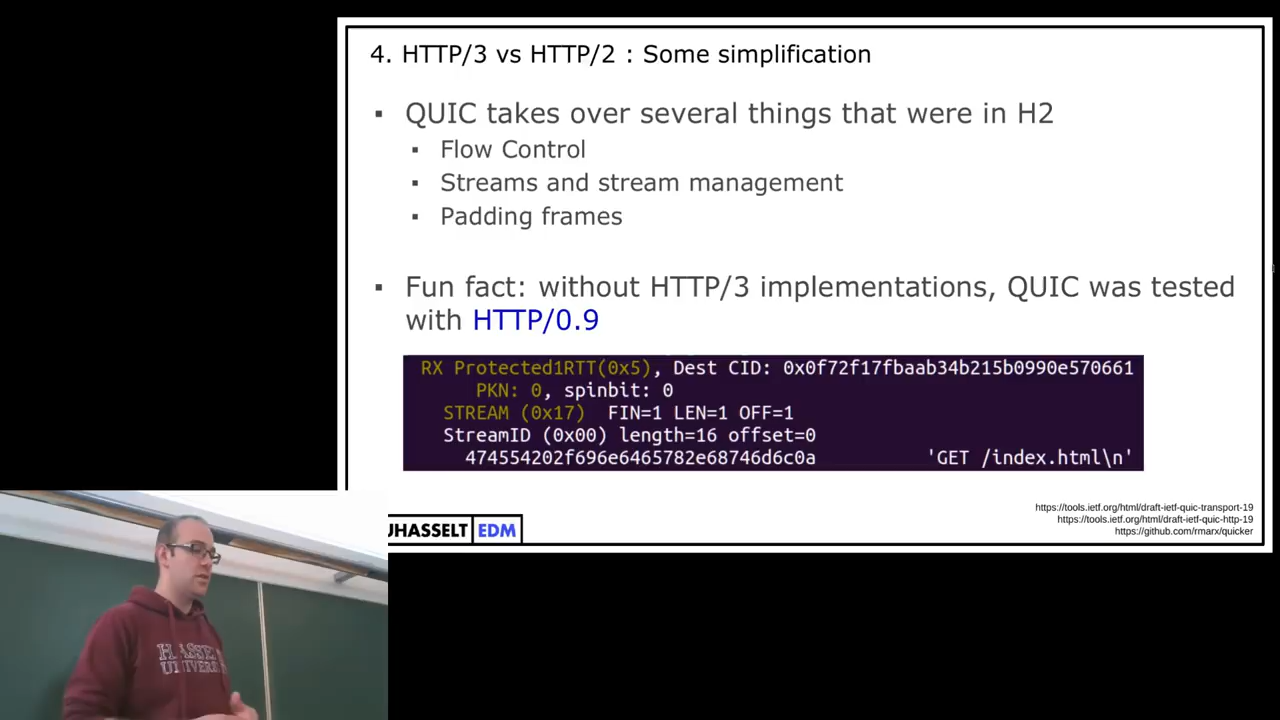 4. HTTP/3 vs HTTP/2 : Some simplification
▪ QUIC takes over several things that were in H2
▪ Flow Control
▪ Streams and stream management
▪ Padding frames
▪ Fun fact: without HTTP/3 implementations, QUIC was tested
with HTTP/0.9
RX Protected1RTT(0x5), Dest CID: 0x0f72f17fbaab34b215b0990e570661
PKN: 0, spinbit: 0
STREAM (0x17) FIN=1 LEN=1 OFF=1
StreamID (0x00) length=16 offset=0
474554202f696e6465782e68746d6c0a 'GET /index.html\n'
https://tools.ietf.org/html/draft-ietf-quic-transport-19
https://tools.ietf.org/html/draft-ietf-quic-http-19
https://github.com/rmarx/quicker
UHASSELT EDM